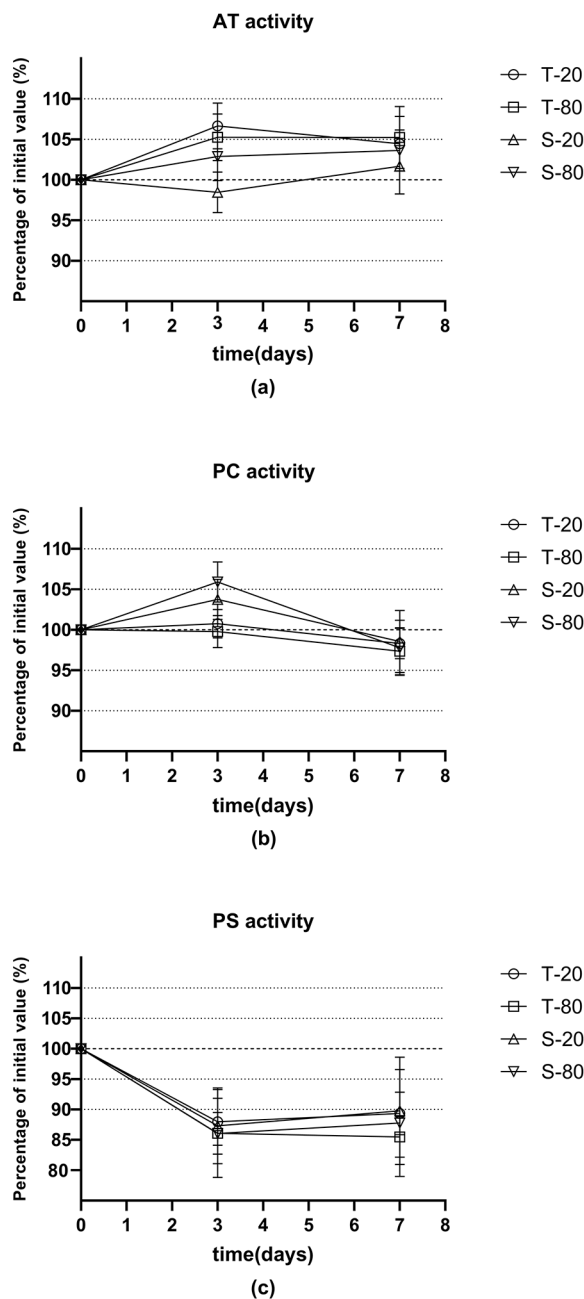 AT activity
Percentage of initial value (%)
110
105
100
95
90
0 1 2 3 4 5 6 7 8
time(days)
T-20
T-80
S-20
S-80
(a)
PC activity
Percentage of initial value (%)
110
105
100
95
90
0 1 2 3 4 5 6 7 8
time(days)
T-20
T-80
S-20
S-80
(b)
PS activity
Percentage of initial value (%)
110
105
100
95
90
85
80
0 1 2 3 4 5 6 7 8
time(days)
T-20
T-80
S-20
S-80
(c)